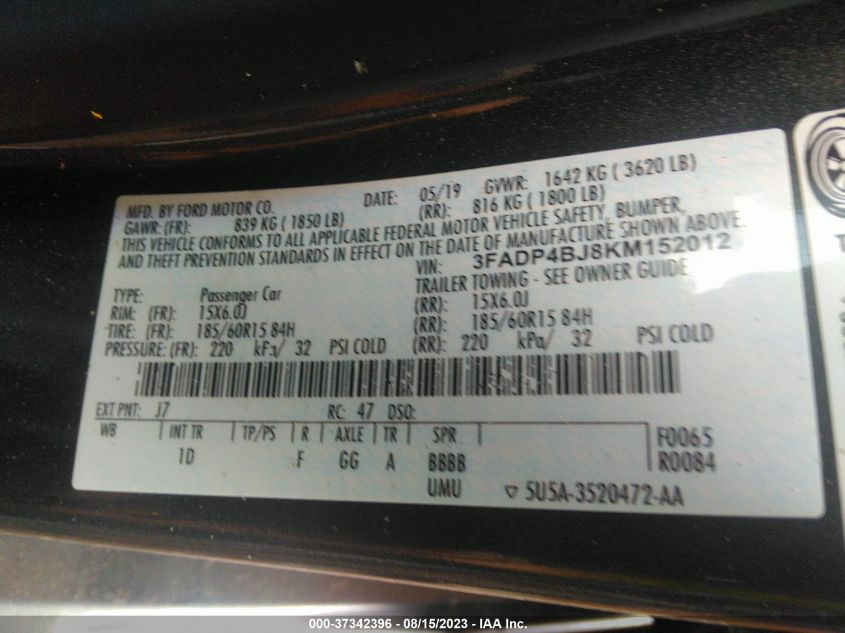 MFD. BY FORD MOTOR CO. DATE: 05/19 GVWR: 1642 KG ( 3620 LB)
GAWR: (FR): 839 KG ( 1850 LB) (RR): 816 KG ( 1800 LB)
THIS VEHICLE CONFORMS TO ALL APPLICABLE FEDERAL MOTOR VEHICLE SAFETY, BUMPER,
AND THEFT PREVENTION STANDARDS IN EFFECT ON THE DATE OF MANUFACTURE SHOWN ABOVE.
VIN: 3FADP4BJ8KM152012
TYPE: Passenger Car TRAILER TOWING - SEE OWNER GUIDE
RIM: (FR): 15X6.0J (RR): 15X6.0J
TIRE: (FR): 185/60R15 84H (RR): 185/60R15 84H
PRESSURE: (FR): 220 kPa/ 32 PSI COLD (RR): 220 kPa/ 32 PSI COLD
EXT PNT: J7 RC: 47 DSO:
WB INT TR TP/PS R AXLE TR SPR F0065
1D F GG A BBBB R0084
UMU ▽ 5U5A-3520472-AA
000-37342396 - 08/15/2023 - IAA Inc.